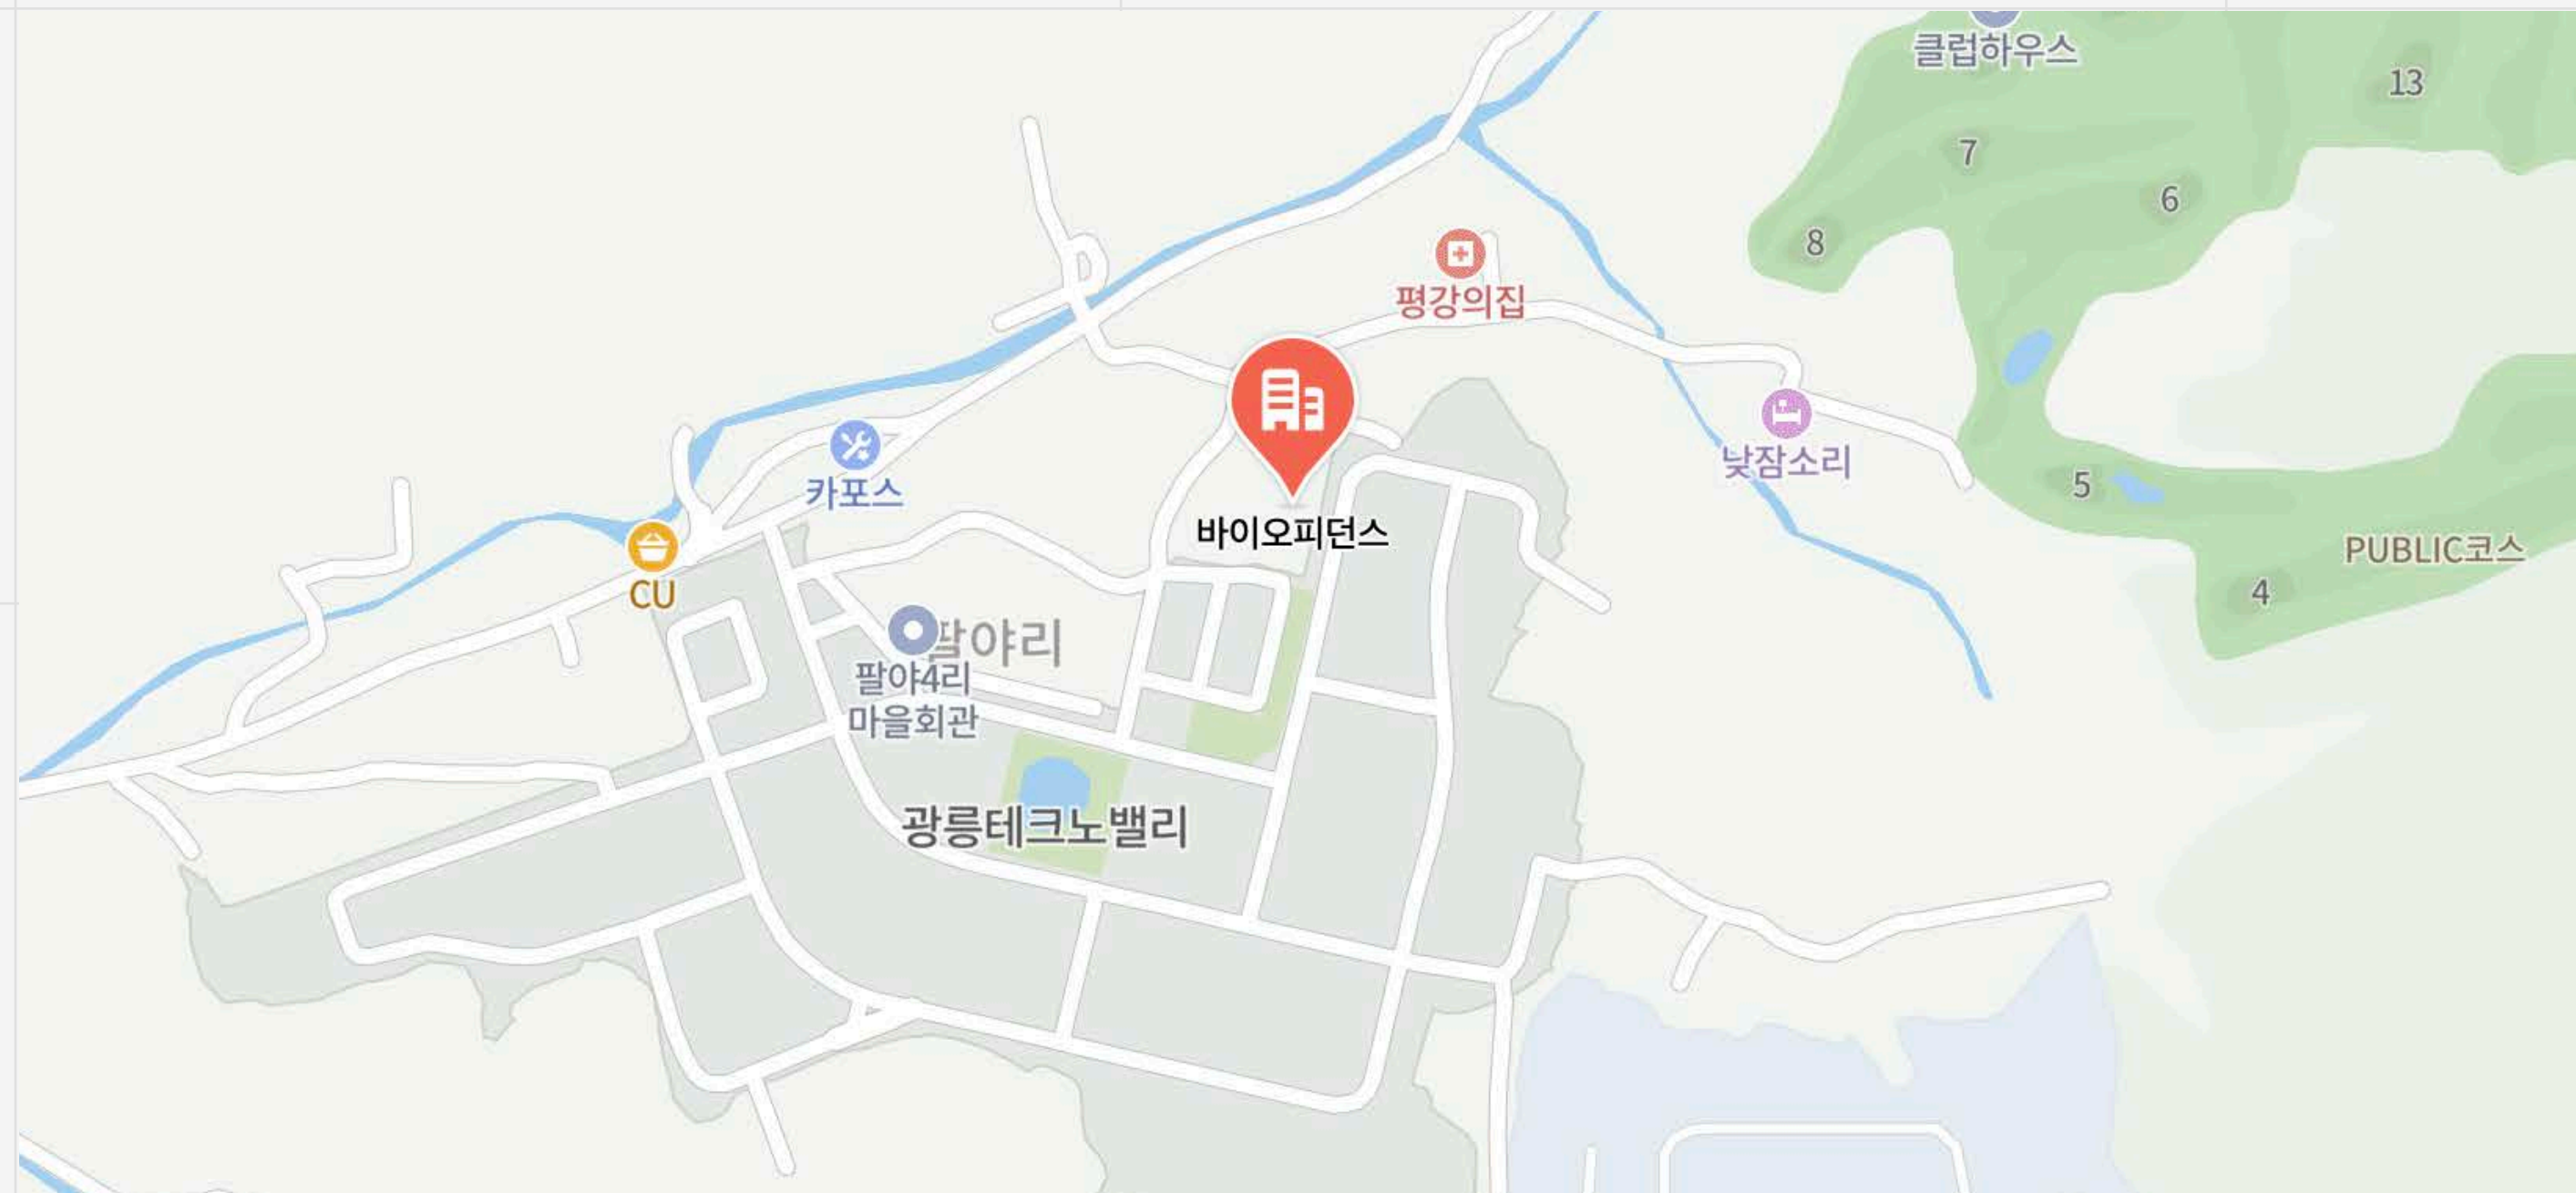 클럽하우스
13
7
6
8
평강의집
낮잠소리
카포스
5
바이오피던스
PUBLIC코스
CU
4
팔야리
팔야4리
마을회관
광릉테크노밸리